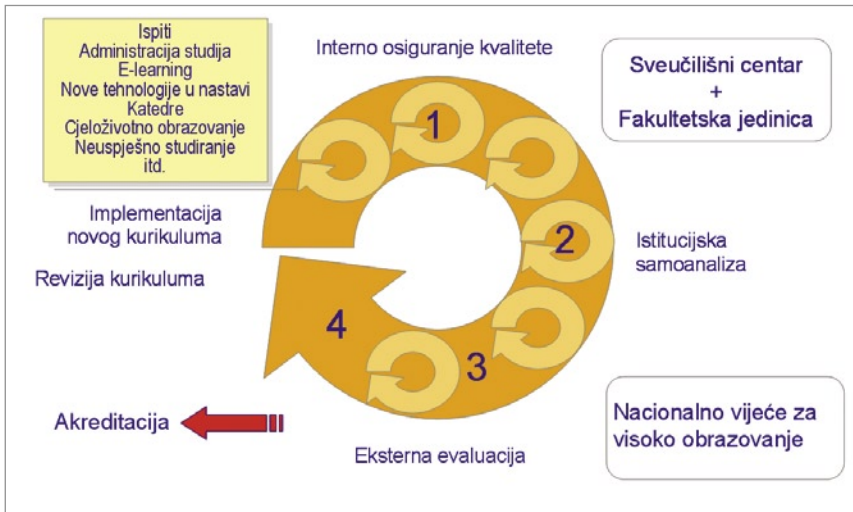 Ispiti
Administracija studija
E-learning
Nove tehnologije u nastavi
Katedre
Cjeloživotno obrazovanje
Neuspješno studiranje
itd.
Interno osiguranje kvalitete
Sveučilišni centar
+
Fakultetska jedinica
1
Implementacija
novog kurikuluma
2
Istitucijska
samoanaliza
Revizija kurikuluma
4
3
Akreditacija
Eksterna evaluacija
Nacionalno vijeće za
visoko obrazovanje